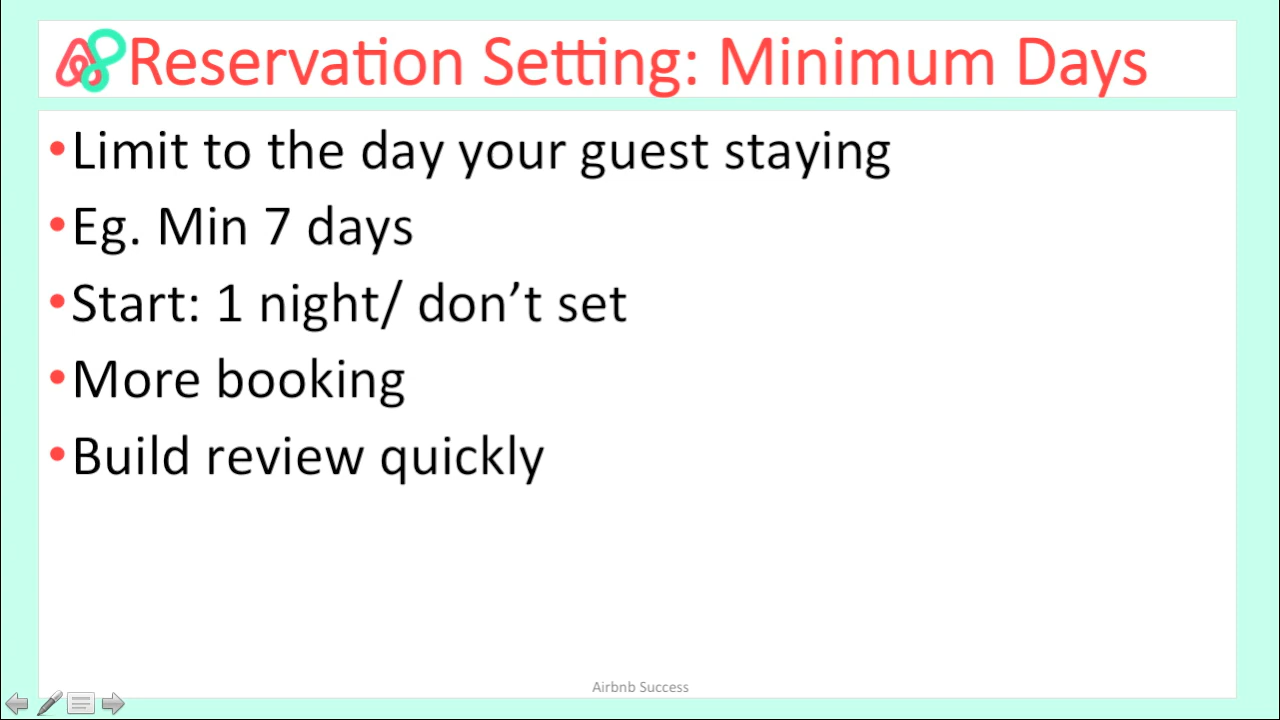 Reservation Setting: Minimum Days
•Limit to the day your guest staying
•Eg. Min 7 days
•Start: 1 night/ don’t set
•More booking
•Build review quickly
Airbnb Success